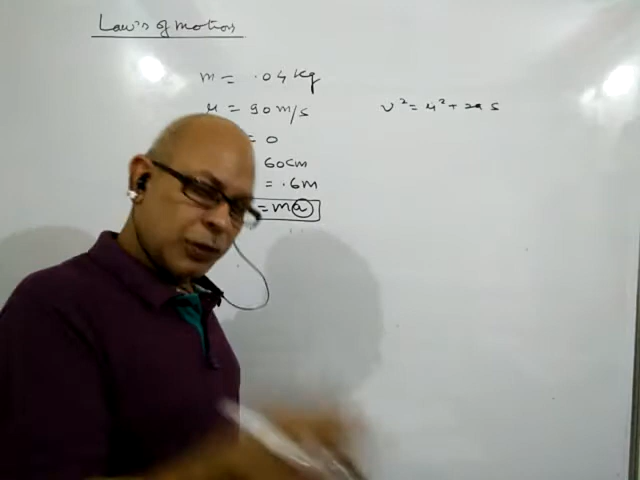 Law's of motion
m = .04 kg
u = 90 m/s
v² = u² + 2a s
= 0
60cm
= .6m
= ma